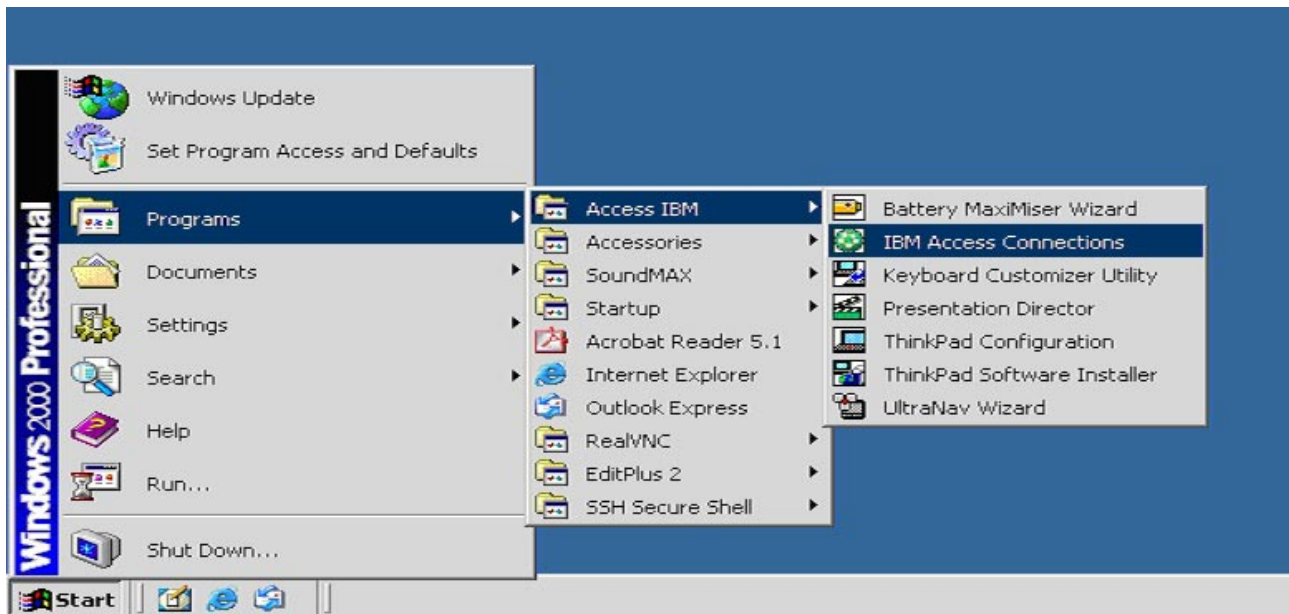 Windows 2000 Professional
Windows Update
Set Program Access and Defaults
Programs
Documents
Settings
Search
Help
Run...
Shut Down...
Access IBM
Accessories
SoundMAX
Startup
Acrobat Reader 5.1
Internet Explorer
Outlook Express
RealVNC
EditPlus 2
SSH Secure Shell
Battery MaxiMiser Wizard
IBM Access Connections
Keyboard Customizer Utility
Presentation Director
ThinkPad Configuration
ThinkPad Software Installer
UltraNav Wizard
Start